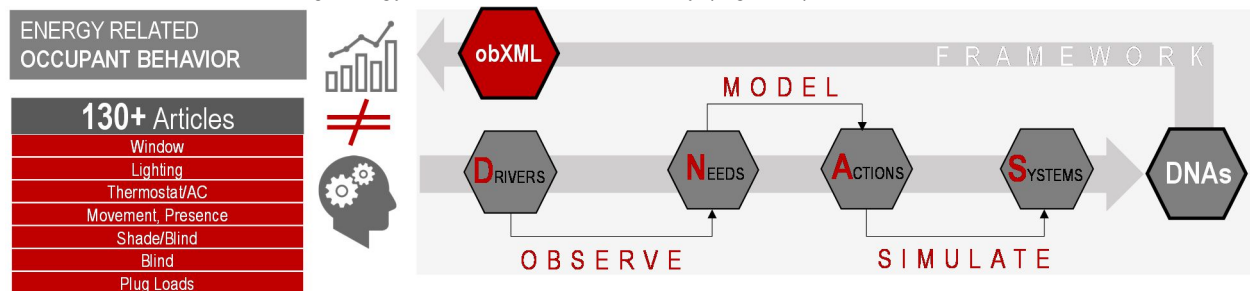 ENERGY RELATED
OCCUPANT BEHAVIOR
130+ Articles
Window
Lighting
Thermostat/AC
Movement, Presence
Shade/Blind
Blind
Plug Loads
obXML
FRAMEWORK
MODEL
DRIVERS
NEEDS
ACTIONS
SYSTEMS
DNAs
OBSERVE
SIMULATE